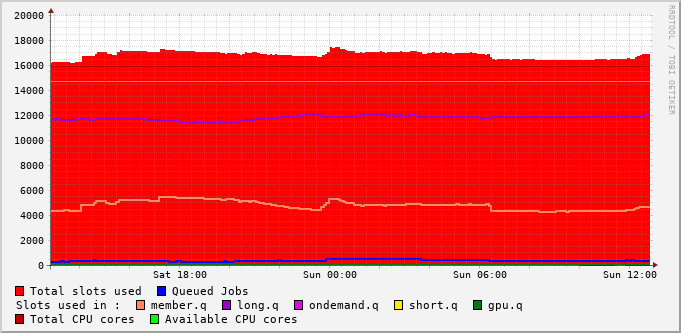 20000
18000
16000
14000
12000
10000
8000
6000
4000
2000
0
Sat 18:00 Sun 00:00 Sun 06:00 Sun 12:00
Total slots used Queued Jobs
Slots used in : member.q long.q ondemand.q short.q gpu.q
Total CPU cores Available CPU cores
RRDTOOL / TOBI OETIKER